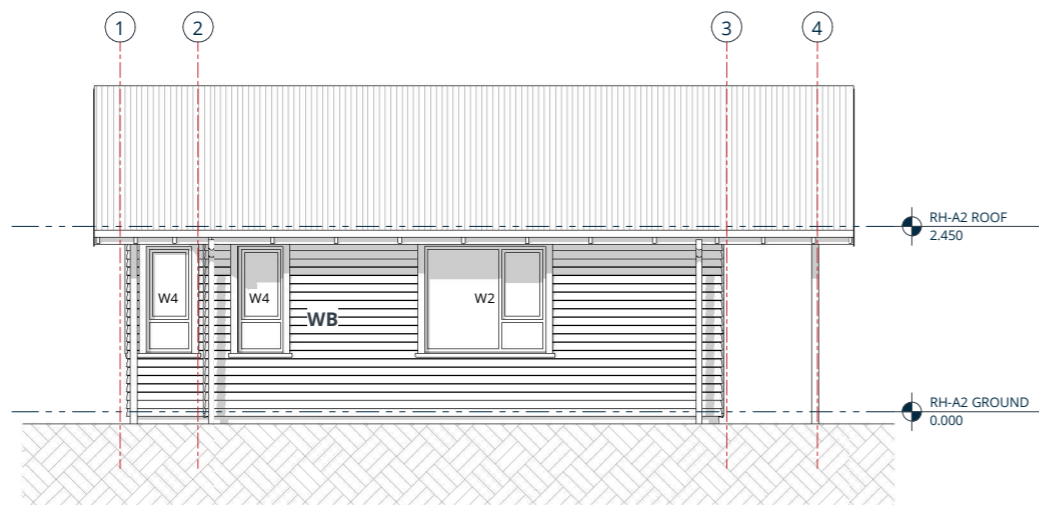 1
2
3
4
RH-A2 ROOF
2.450
W4
W4
W2
WB
RH-A2 GROUND
0.000